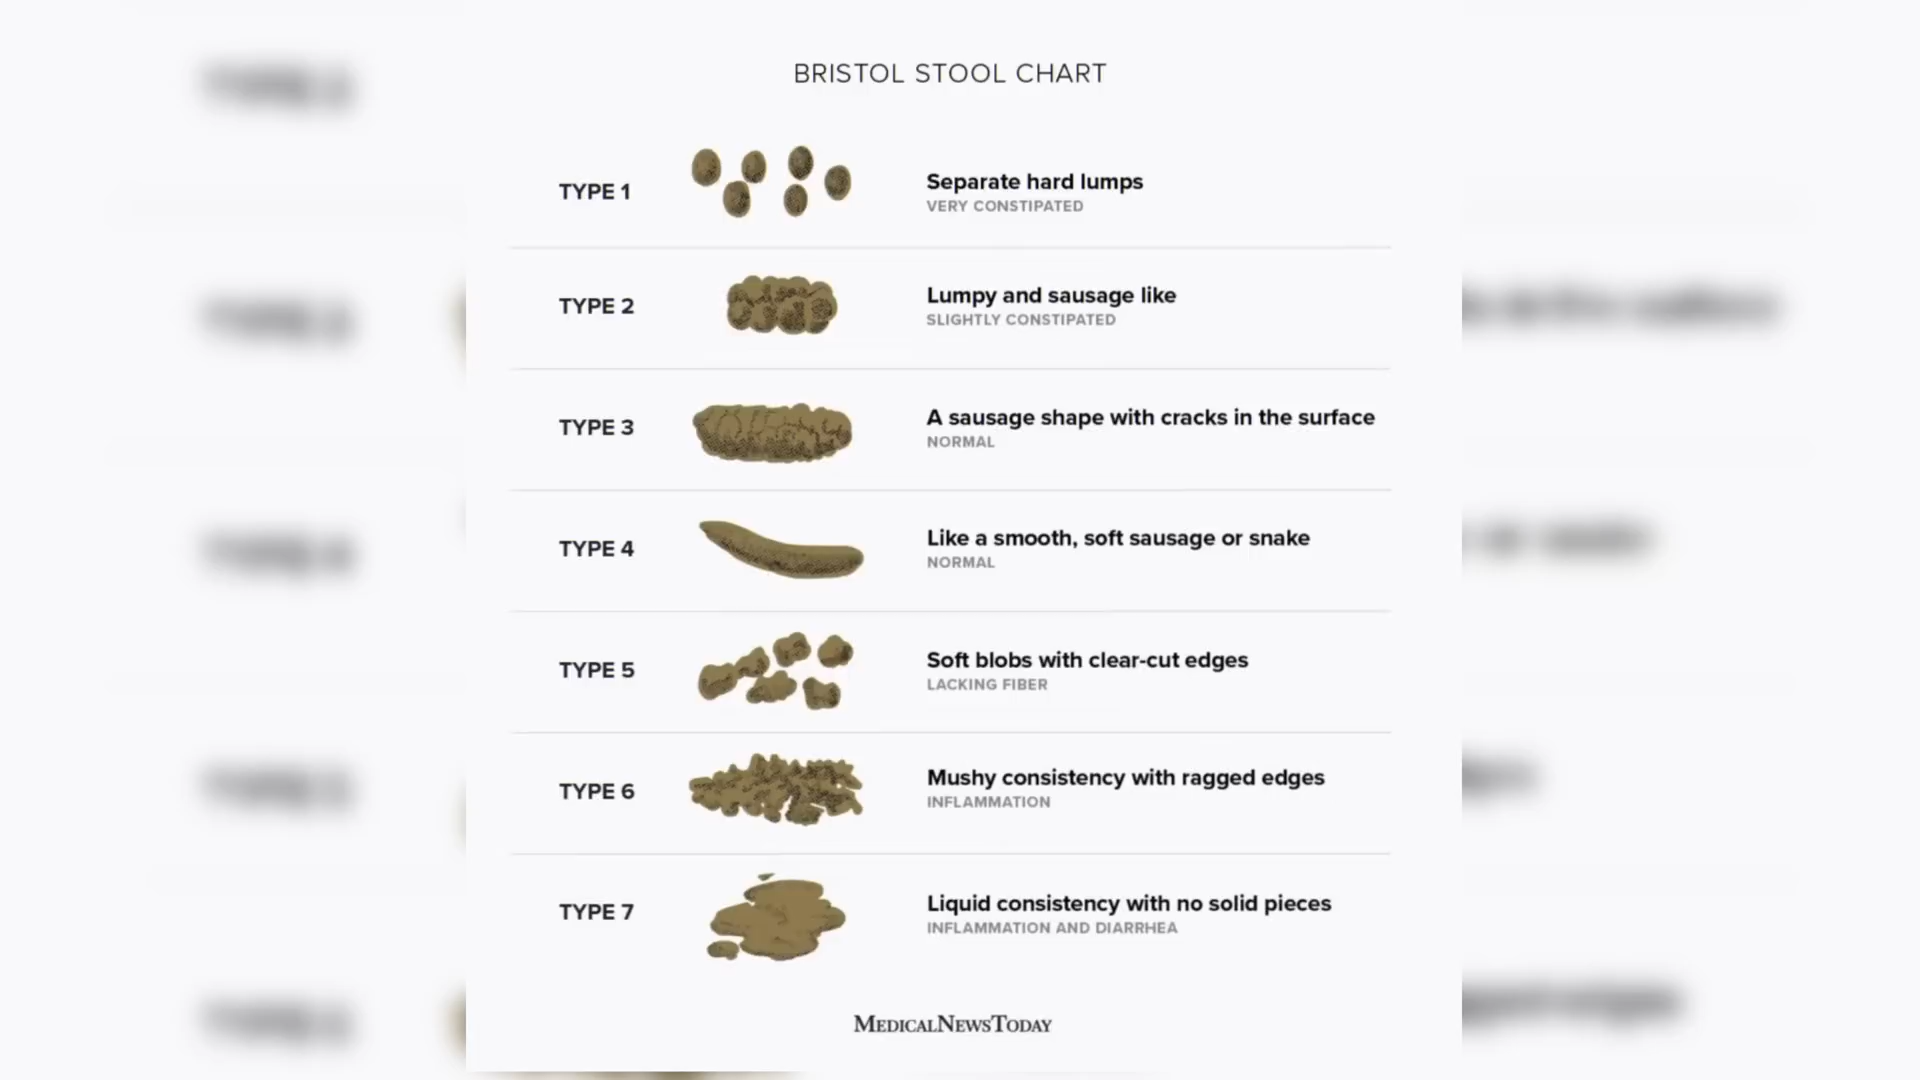 BRISTOL STOOL CHART
TYPE 1
Separate hard lumps
VERY CONSTIPATED
TYPE 2
Lumpy and sausage like
SLIGHTLY CONSTIPATED
TYPE 3
A sausage shape with cracks in the surface
NORMAL
TYPE 4
Like a smooth, soft sausage or snake
NORMAL
TYPE 5
Soft blobs with clear-cut edges
LACKING FIBER
TYPE 6
Mushy consistency with ragged edges
INFLAMMATION
TYPE 7
Liquid consistency with no solid pieces
INFLAMMATION AND DIARRHEA
MEDICALNEWSTODAY